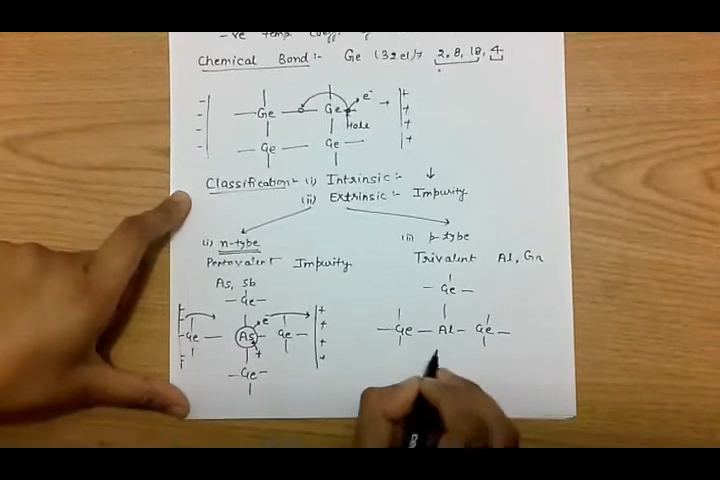 -ve temp coeff
Chemical Bond :- Ge (32el) → 2, 8, 18, 4
- + e⁻ →
- Ge — Ge +
- Hole +
- Ge — Ge +
Classification :- (i) Intrinsic :- ↓
(ii) Extrinsic :- Impurity
(i) n-type (ii) p-type
Pentavalent Impurity Trivalent Al, Ga
As, Sb
- Ge - - Ge -
- Ge — As e⁻ + Ge + - Ge — Al - Ge -
- Ge -